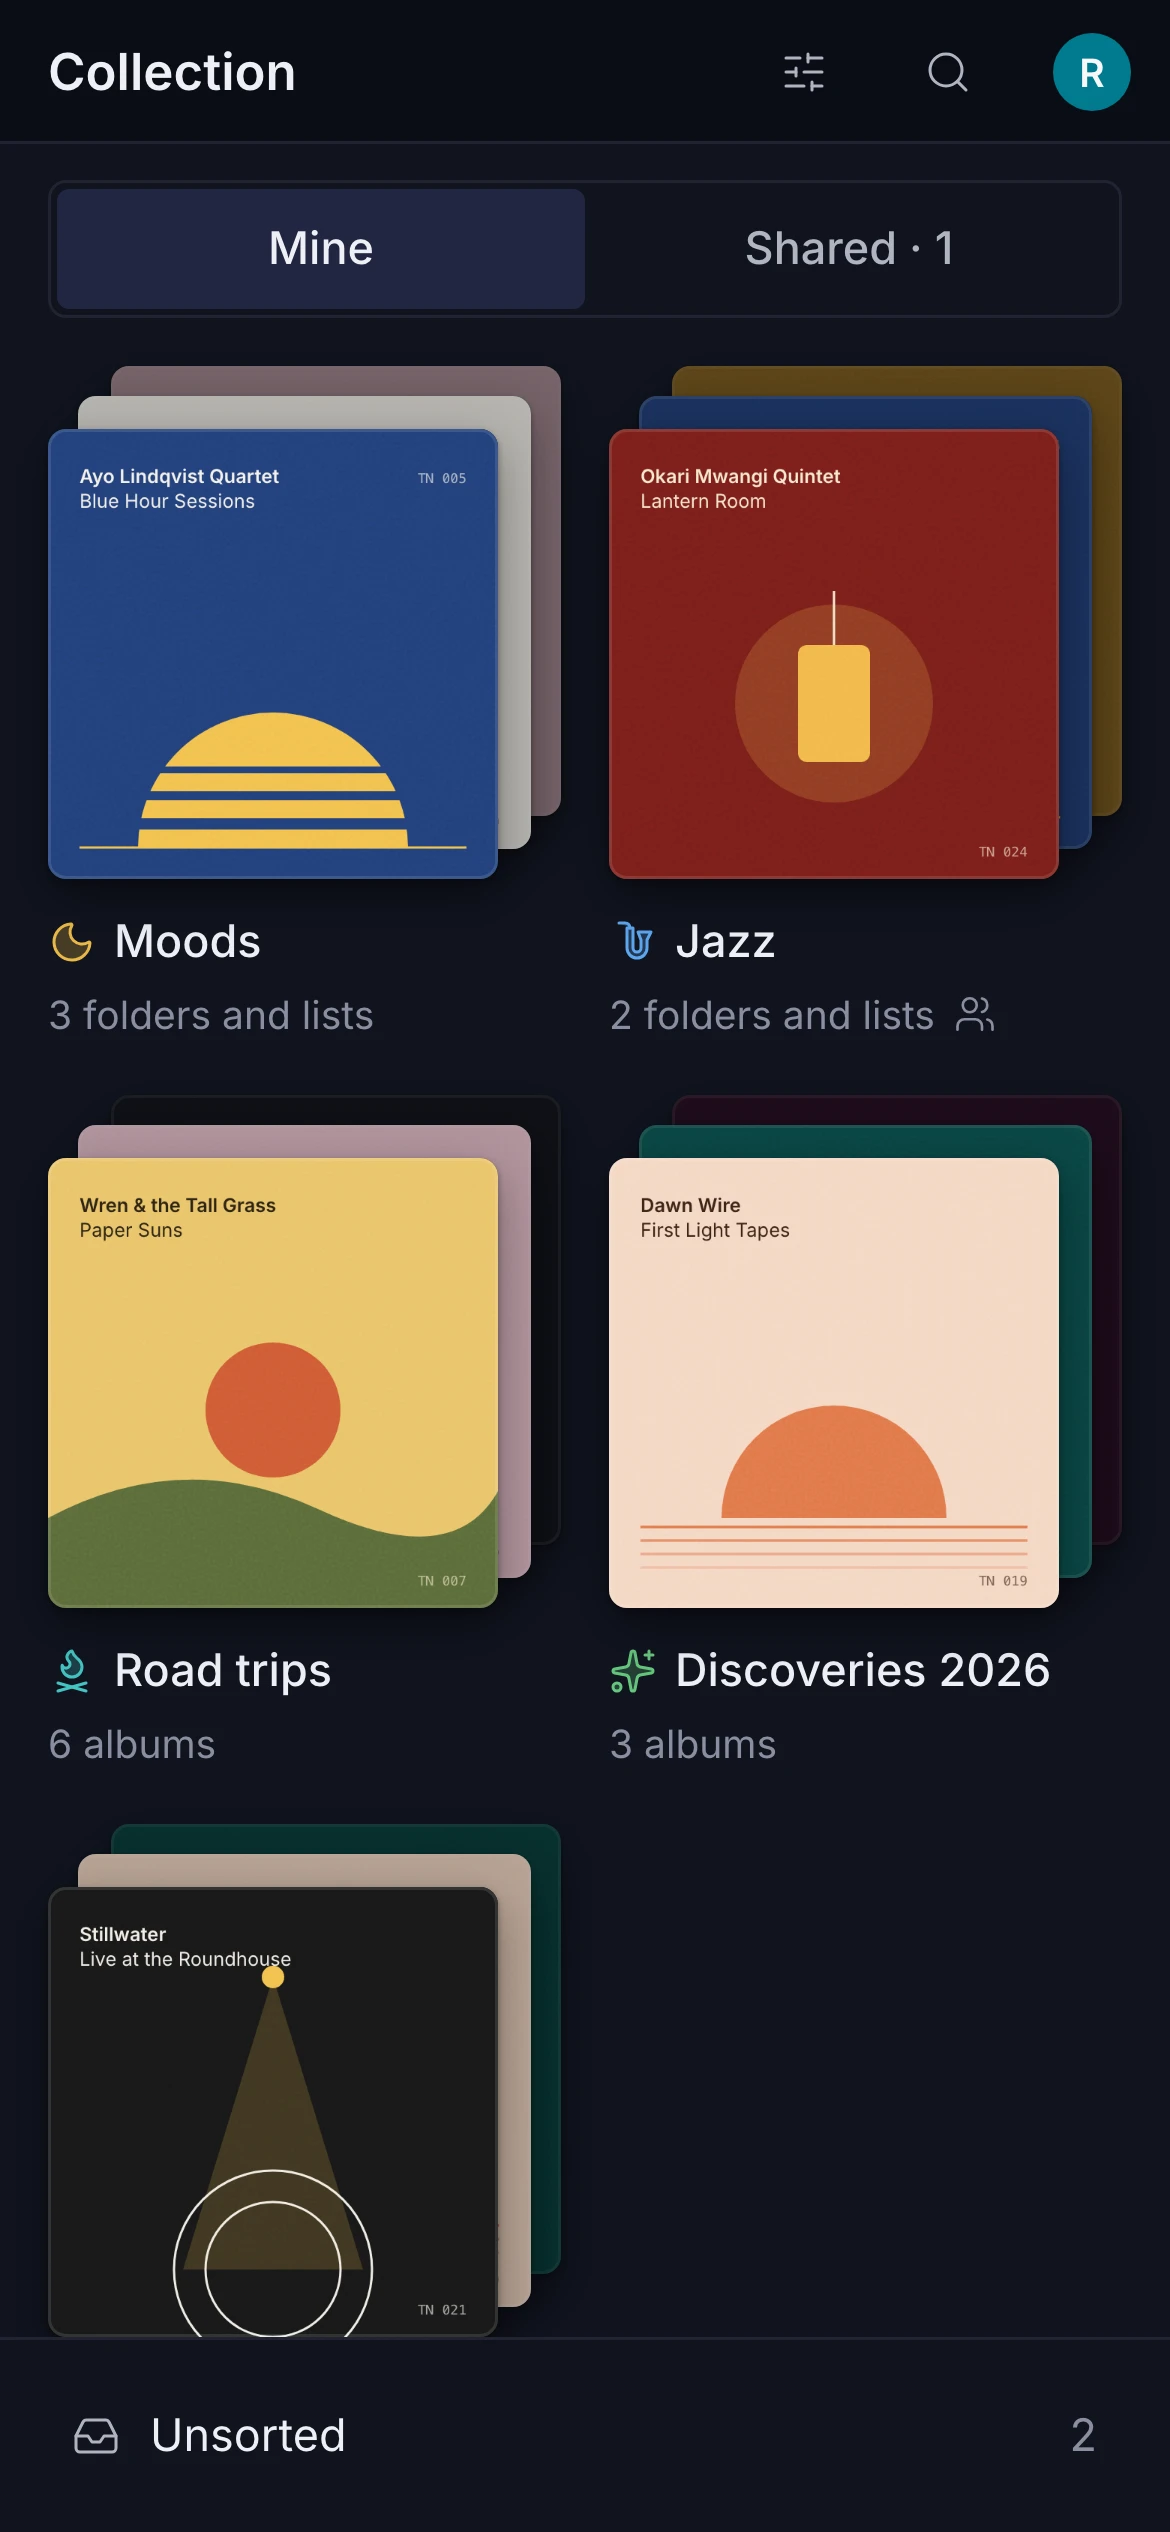 Collection
R
Mine
Shared · 1
Ayo Lindqvist Quartet
TN 005
Blue Hour Sessions
Okari Mwangi Quintet
Lantern Room
TN 024
Moods
3 folders and lists
Jazz
2 folders and lists
Wren & the Tall Grass
Paper Suns
TN 007
Dawn Wire
First Light Tapes
TN 019
Road trips
6 albums
Discoveries 2026
3 albums
Stillwater
Live at the Roundhouse
TN 021
Unsorted
2